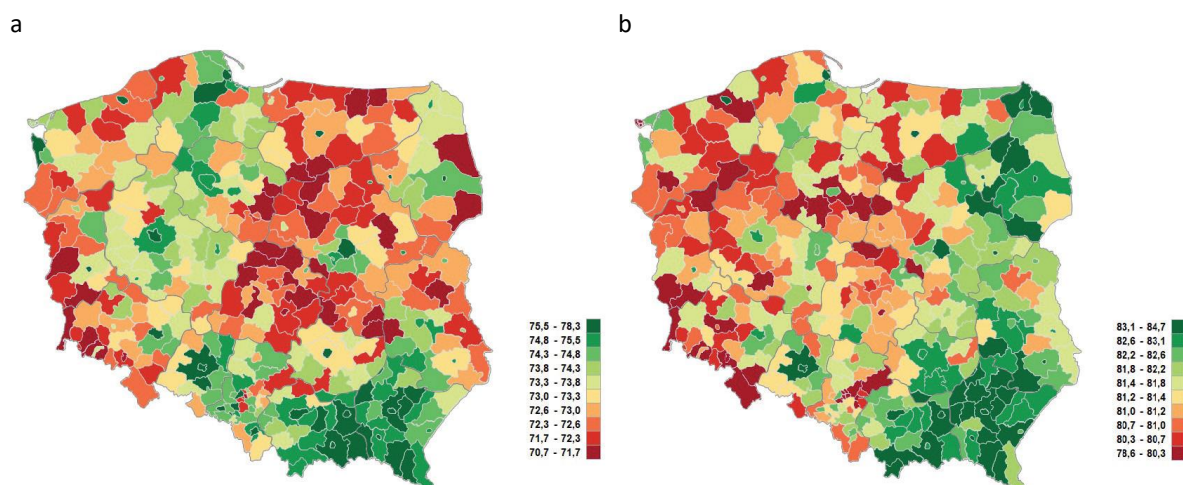 a
b
75,5 - 78,3
74,8 - 75,5
74,3 - 74,8
73,8 - 74,3
73,3 - 73,8
73,0 - 73,3
72,6 - 73,0
72,3 - 72,6
71,7 - 72,3
70,7 - 71,7
83,1 - 84,7
82,6 - 83,1
82,2 - 82,6
81,8 - 82,2
81,4 - 81,8
81,2 - 81,4
81,0 - 81,2
80,7 - 81,0
80,3 - 80,7
78,6 - 80,3